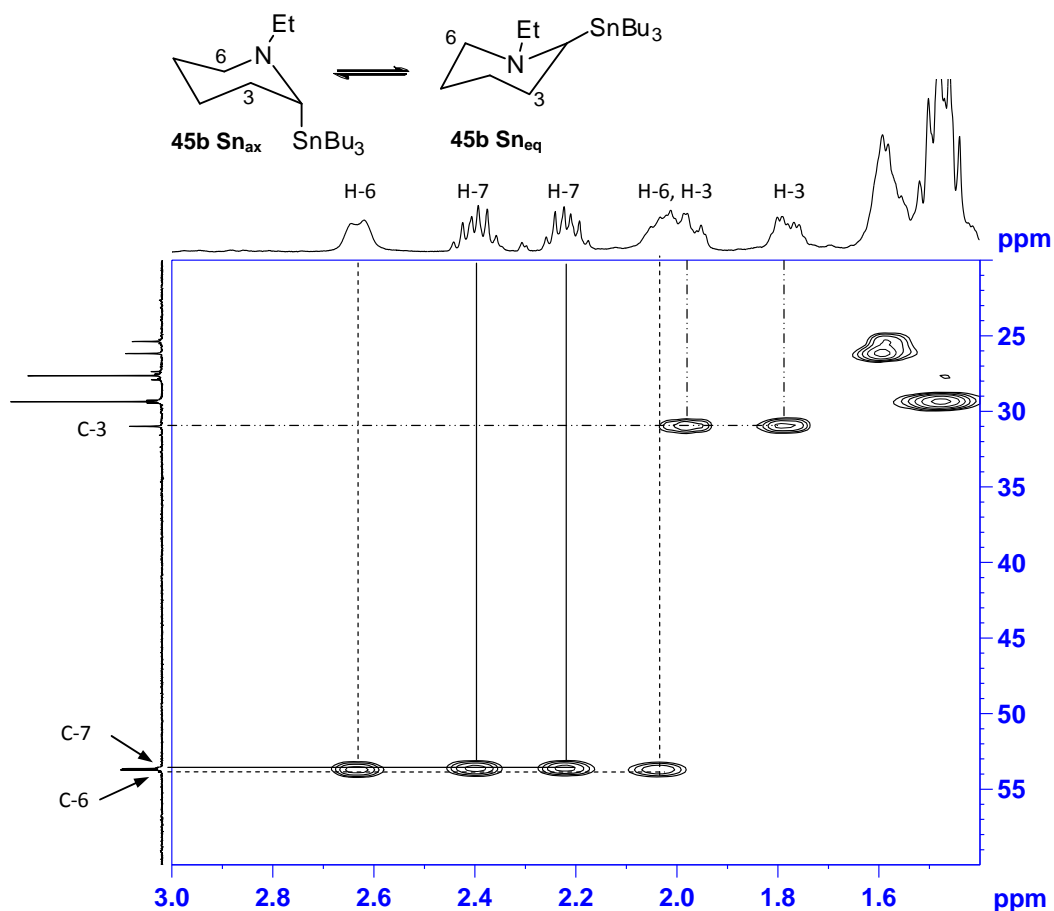 Et
SnBu3
6
N
3
SnBu3
45b Snax
6
Et
N
3
45b Sneq
H-6
H-7
H-7
H-6, H-3
H-3
ppm
25
30
35
40
45
50
55
C-3
C-7
C-6
3.0
2.8
2.6
2.4
2.2
2.0
1.8
1.6
ppm